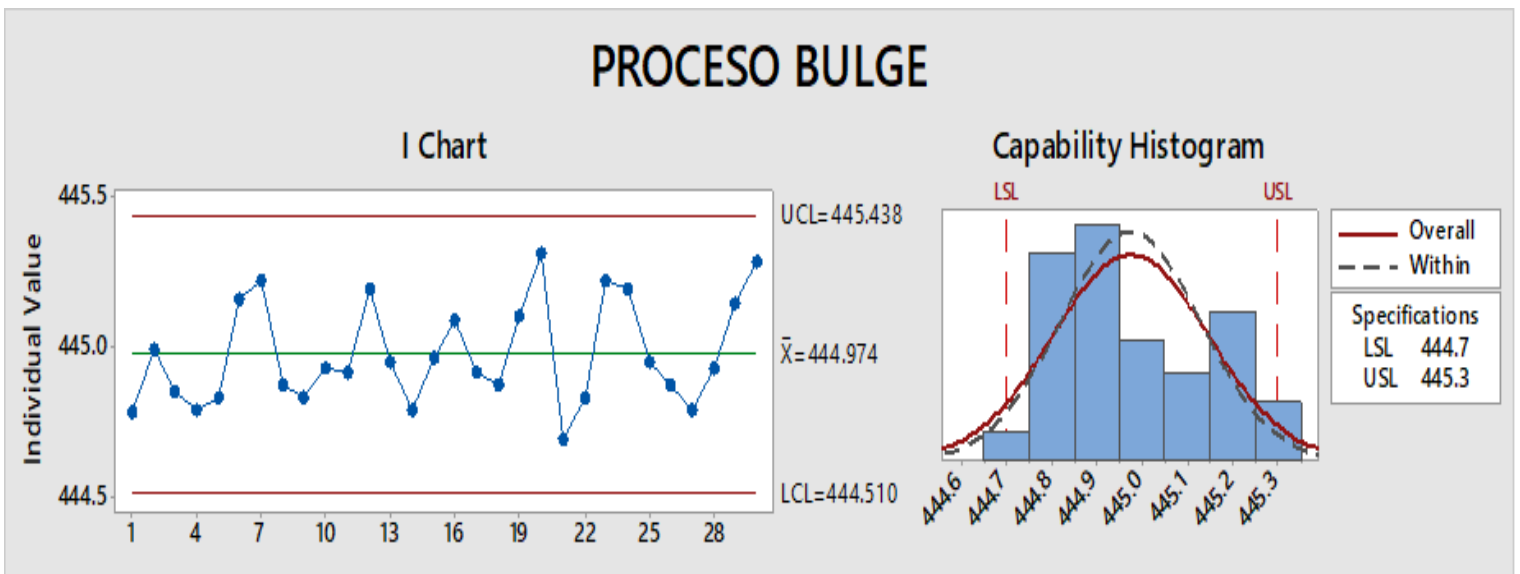 PROCESO BULGE
I Chart
Individual Value
445.5
445.0
444.5
UCL=445.438
X̄=444.974
LCL=444.510
1 4 7 10 13 16 19 22 25 28
Capability Histogram
LSL USL
444.6 444.7 444.8 444.9 445.0 445.1 445.2 445.3
Overall
Within
Specifications
LSL 444.7
USL 445.3